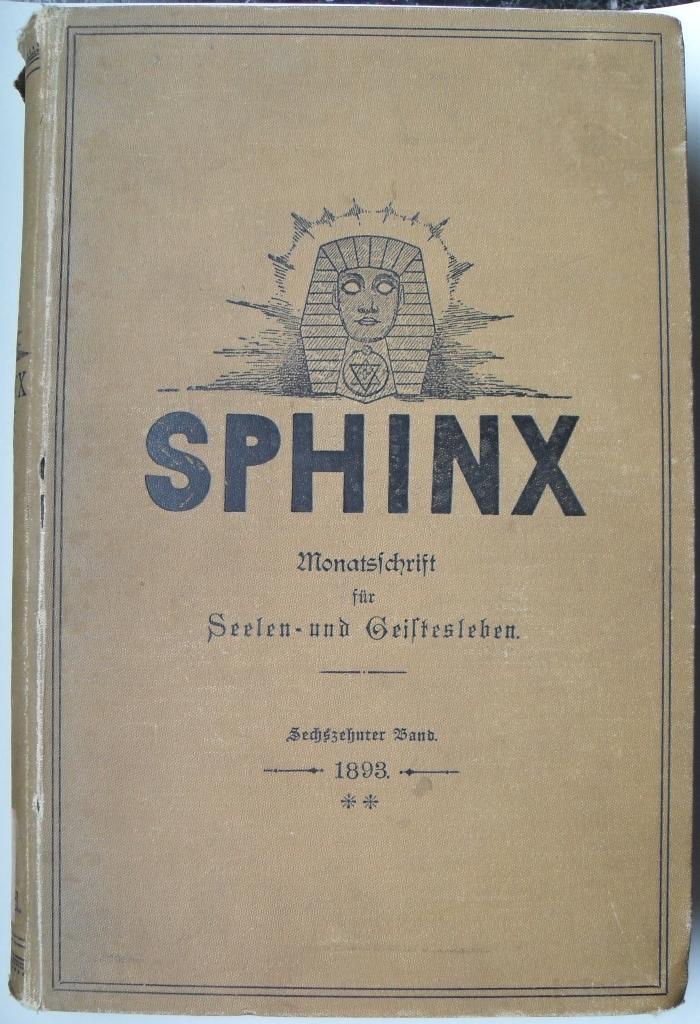 SPHINX
Monatsſchrift
für
Seelen- und Geiſtesleben.
Sechszehnter Band.
1893.
X